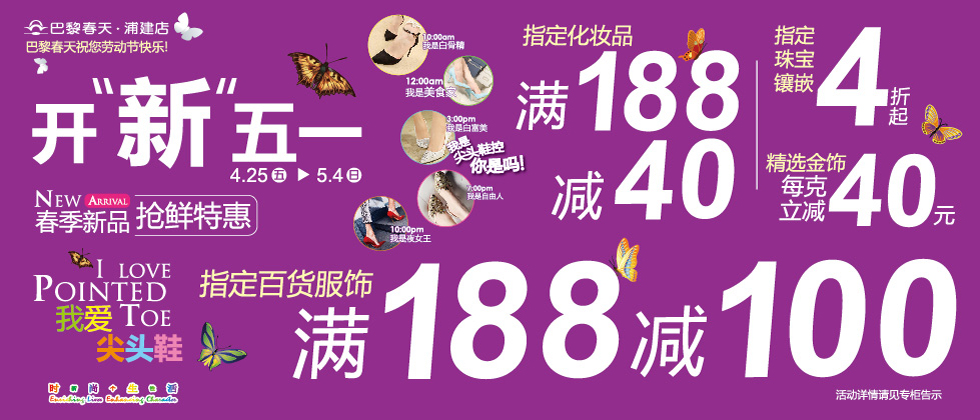 巴黎春天·浦建店
巴黎春天祝您劳动节快乐!
开"新"五一
4.25 五 ▶ 5.4 日
NEW ARRIVAL
春季新品 抢鲜特惠
I LOVE
POINTED
我爱 TOE
尖头鞋
时尚+生活
Enriching Lives Enhancing Character
10:00am
我是白骨精
12:00am
我是美食家
3:00pm
我是白富美
我是
尖头鞋控
你是吗!
7:00pm
我是自由人
10:00pm
我是夜女王
指定化妆品
满188
减40
指定
珠宝
镶嵌
4折起
精选金饰
每克
立减
40元
指定百货服饰
满188减100
活动详情请见专柜告示